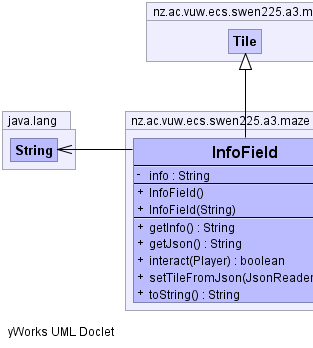 nz.ac.vuw.ecs.swen225.a3.m
Tile
java.lang
String
nz.ac.vuw.ecs.swen225.a3.maze
InfoField
- info : String
+ InfoField()
+ InfoField(String)
+ getInfo() : String
+ getJson() : String
+ interact(Player) : boolean
+ setTileFromJson(JsonReader
+ toString() : String
yWorks UML Doclet